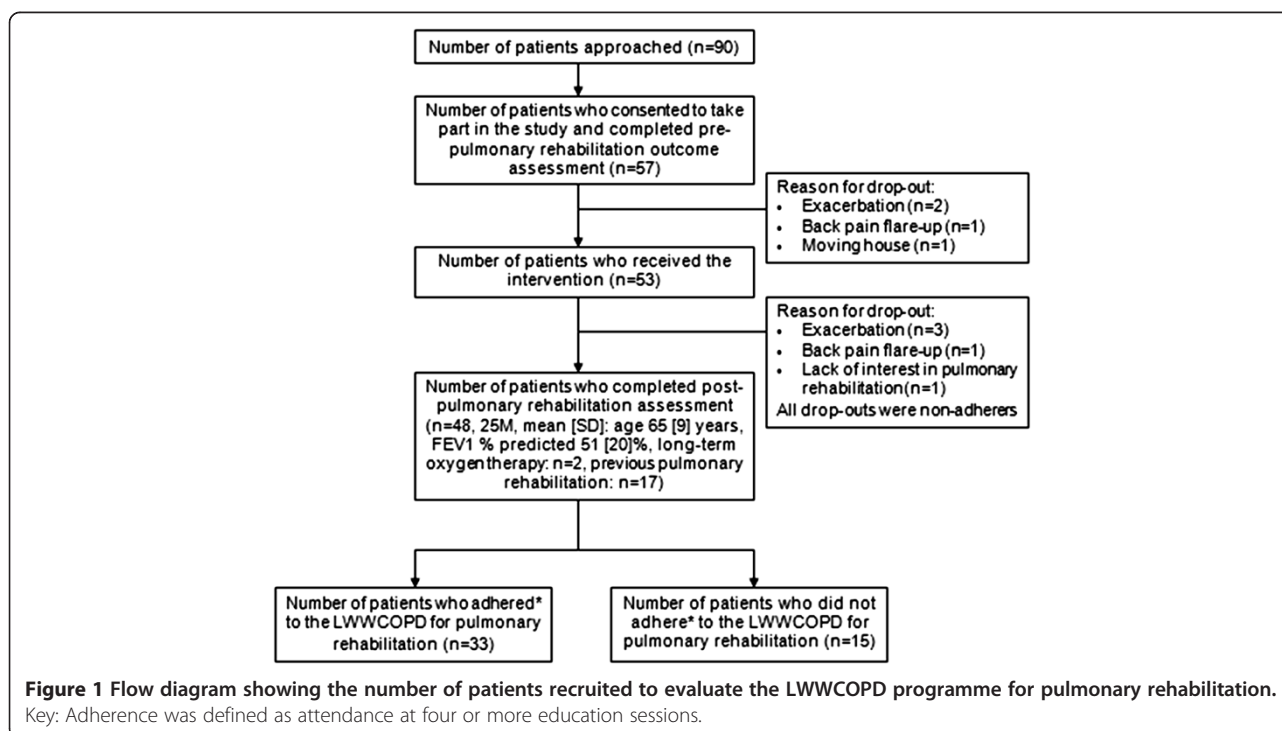 Number of patients approached (n=90)
Number of patients who consented to take
part in the study and completed pre-
pulmonary rehabilitation outcome
assessment (n=57)
Reason for drop-out:
• Exacerbation (n=2)
• Back pain flare-up (n=1)
• Moving house (n=1)
Number of patients who received the
intervention (n=53)
Reason for drop-out:
• Exacerbation (n=3)
• Back pain flare-up (n=1)
• Lack of interest in pulmonary
rehabilitation (n=1)
All drop-outs were non-adherers
Number of patients who completed post-
pulmonary rehabilitation assessment
(n=48, 25M, mean [SD]: age 65 [9] years,
FEV1 % predicted 51 [20]%, long-term
oxygen therapy: n=2, previous pulmonary
rehabilitation: n=17)
Number of patients who adhered*
to the LWWCOPD for pulmonary
rehabilitation (n=33)
Number of patients who did not
adhere* to the LWWCOPD for
pulmonary rehabilitation (n=15)
Figure 1 Flow diagram showing the number of patients recruited to evaluate the LWWCOPD programme for pulmonary rehabilitation.
Key: Adherence was defined as attendance at four or more education sessions.